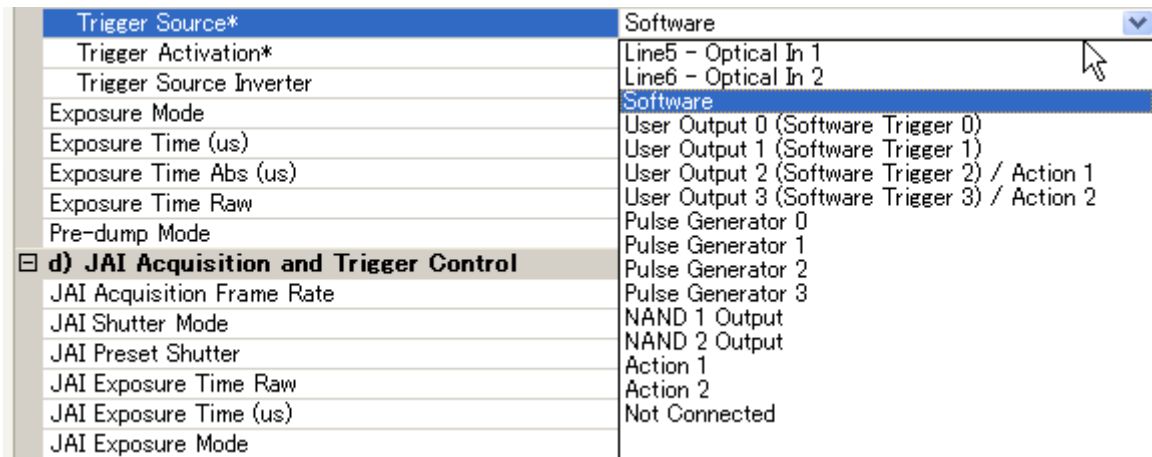 Trigger Source*
Software
Trigger Activation*
Line5 - Optical In 1
Line6 - Optical In 2
Trigger Source Inverter
Software
Exposure Mode
User Output 0 (Software Trigger 0)
Exposure Time (us)
User Output 1 (Software Trigger 1)
Exposure Time Abs (us)
User Output 2 (Software Trigger 2) / Action 1
Exposure Time Raw
User Output 3 (Software Trigger 3) / Action 2
Pulse Generator 0
Pre-dump Mode
Pulse Generator 1
d) JAI Acquisition and Trigger Control
Pulse Generator 2
JAI Acquisition Frame Rate
Pulse Generator 3
JAI Shutter Mode
NAND 1 Output
NAND 2 Output
JAI Preset Shutter
Action 1
JAI Exposure Time Raw
Action 2
JAI Exposure Time (us)
Not Connected
JAI Exposure Mode